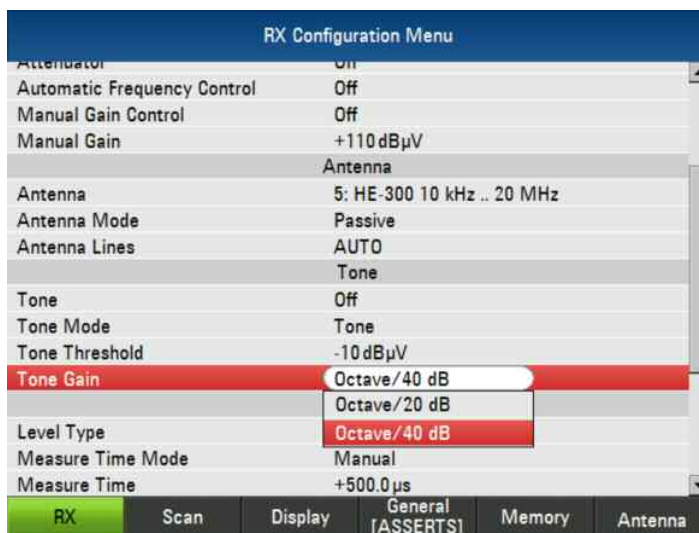 RX Configuration Menu
Attenuator On
Automatic Frequency Control Off
Manual Gain Control Off
Manual Gain +110 dBµV
Antenna
Antenna 5: HE-300 10 kHz .. 20 MHz
Antenna Mode Passive
Antenna Lines AUTO
Tone
Tone Off
Tone Mode Tone
Tone Threshold -10 dBµV
Tone Gain Octave/40 dB
Octave/20 dB
Level Type Octave/40 dB
Measure Time Mode Manual
Measure Time +500.0 µs
RX Scan Display General [ASSERTS] Memory Antenna